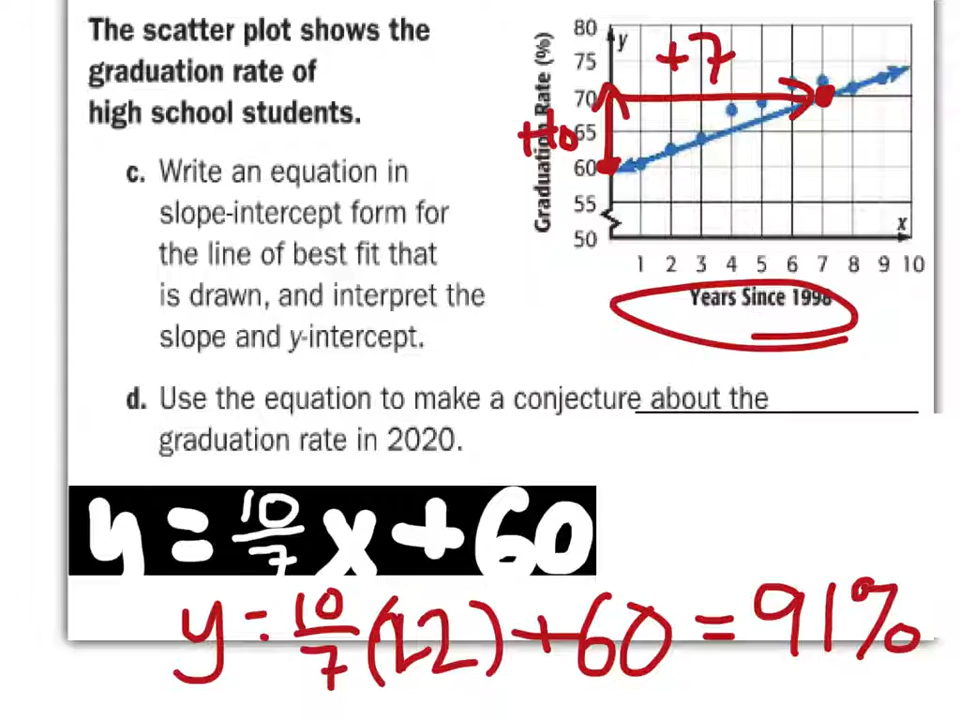 The scatter plot shows the
graduation rate of
high school students.
c. Write an equation in
slope-intercept form for
the line of best fit that
is drawn, and interpret the
slope and y-intercept.
Graduation Rate (%)
80
75
70
65
60
55
50
y
x
+7
+10
1 2 3 4 5 6 7 8 9 10
Years Since 1998
d. Use the equation to make a conjecture about the
graduation rate in 2020.
y = 10/7 x + 60
y = 10/7 (22) + 60 = 91%